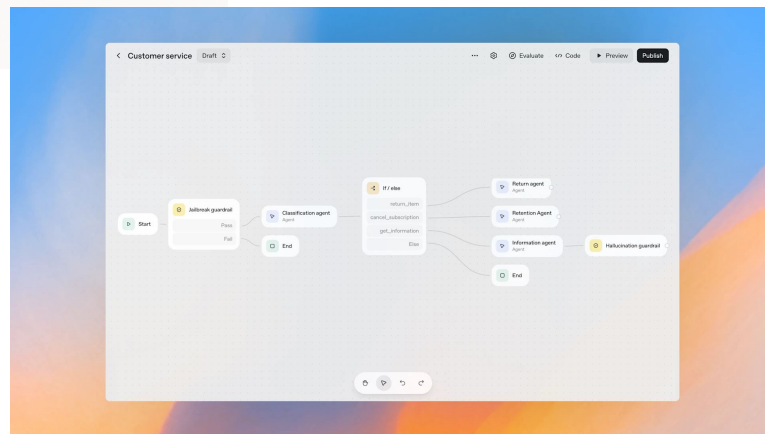 Customer service
Draft
Evaluate
Code
Preview
Publish
Start
Jailbreak guardrail
Pass
Fail
Classification agent
Agent
End
If / else
return_item
cancel_subscription
get_information
Else
Return agent
Agent
Retention Agent
Agent
Information agent
Agent
End
Hallucination guardrail